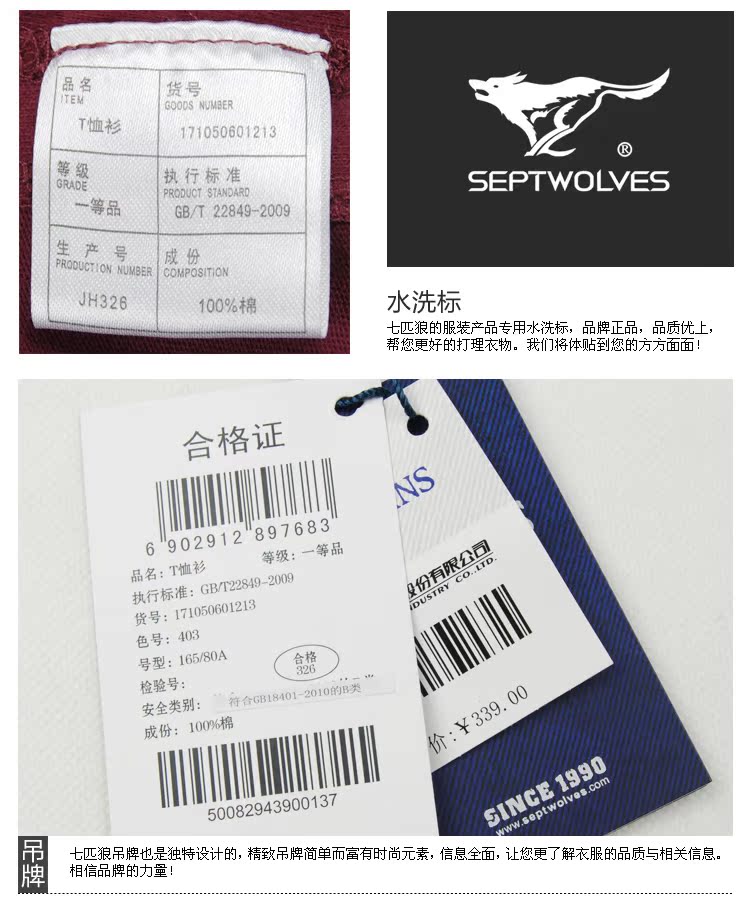 品名
ITEM
T恤衫
货号
GOODS NUMBER
171050601213
等级
GRADE
一等品
执行标准
PRODUCT STANDARD
GB/T 22849-2009
生产号
PRODUCTION NUMBER
JH326
成份
COMPOSITION
100%棉
®
SEPTWOLVES
水洗标
七匹狼的服装产品专用水洗标，品牌正品，品质优上，
帮您更好的打理衣物。我们将体贴到您的方方面面！
合格证
6 902912 897683
品名：T恤衫 等级：一等品
执行标准：GB/T22849-2009
货号：171050601213
色号：403
号型：165/80A
检验号：
合格
326
安全类别：
符合GB18401-2010的B类
成份：100%棉
50082943900137
NS
股份有限公司
INDUSTRY CO.,LTD.
价：¥339.00
SINCE 1990
www.septwolves.com
吊牌
七匹狼吊牌也是独特设计的，精致吊牌简单而富有时尚元素，信息全面，让您更了解衣服的品质与相关信息。
相信品牌的力量！